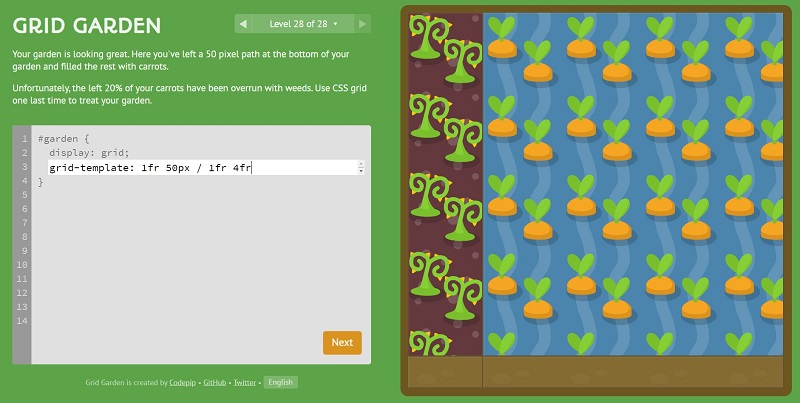 GRID GARDEN
Level 28 of 28
Your garden is looking great. Here you've left a 50 pixel path at the bottom of your
garden and filled the rest with carrots.
Unfortunately, the left 20% of your carrots have been overrun with weeds. Use CSS grid
one last time to treat your garden.
1 #garden {
2 display: grid;
3 grid-template: 1fr 50px / 1fr 4fr
4 }
5
6
7
8
9
10
11
12
13
14
Next
Grid Garden is created by Codepip • GitHub • Twitter • English